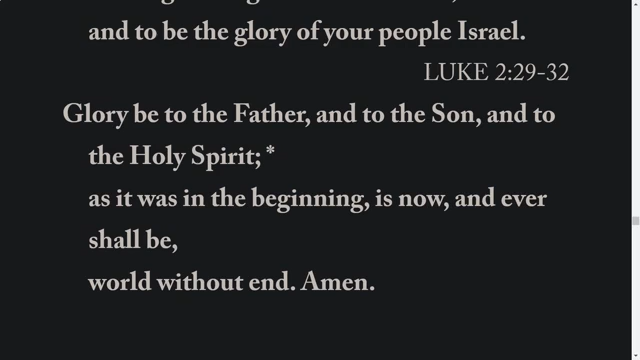 and to be the glory of your people Israel.
LUKE 2:29-32
Glory be to the Father, and to the Son, and to
the Holy Spirit; *
as it was in the beginning, is now, and ever
shall be,
world without end. Amen.